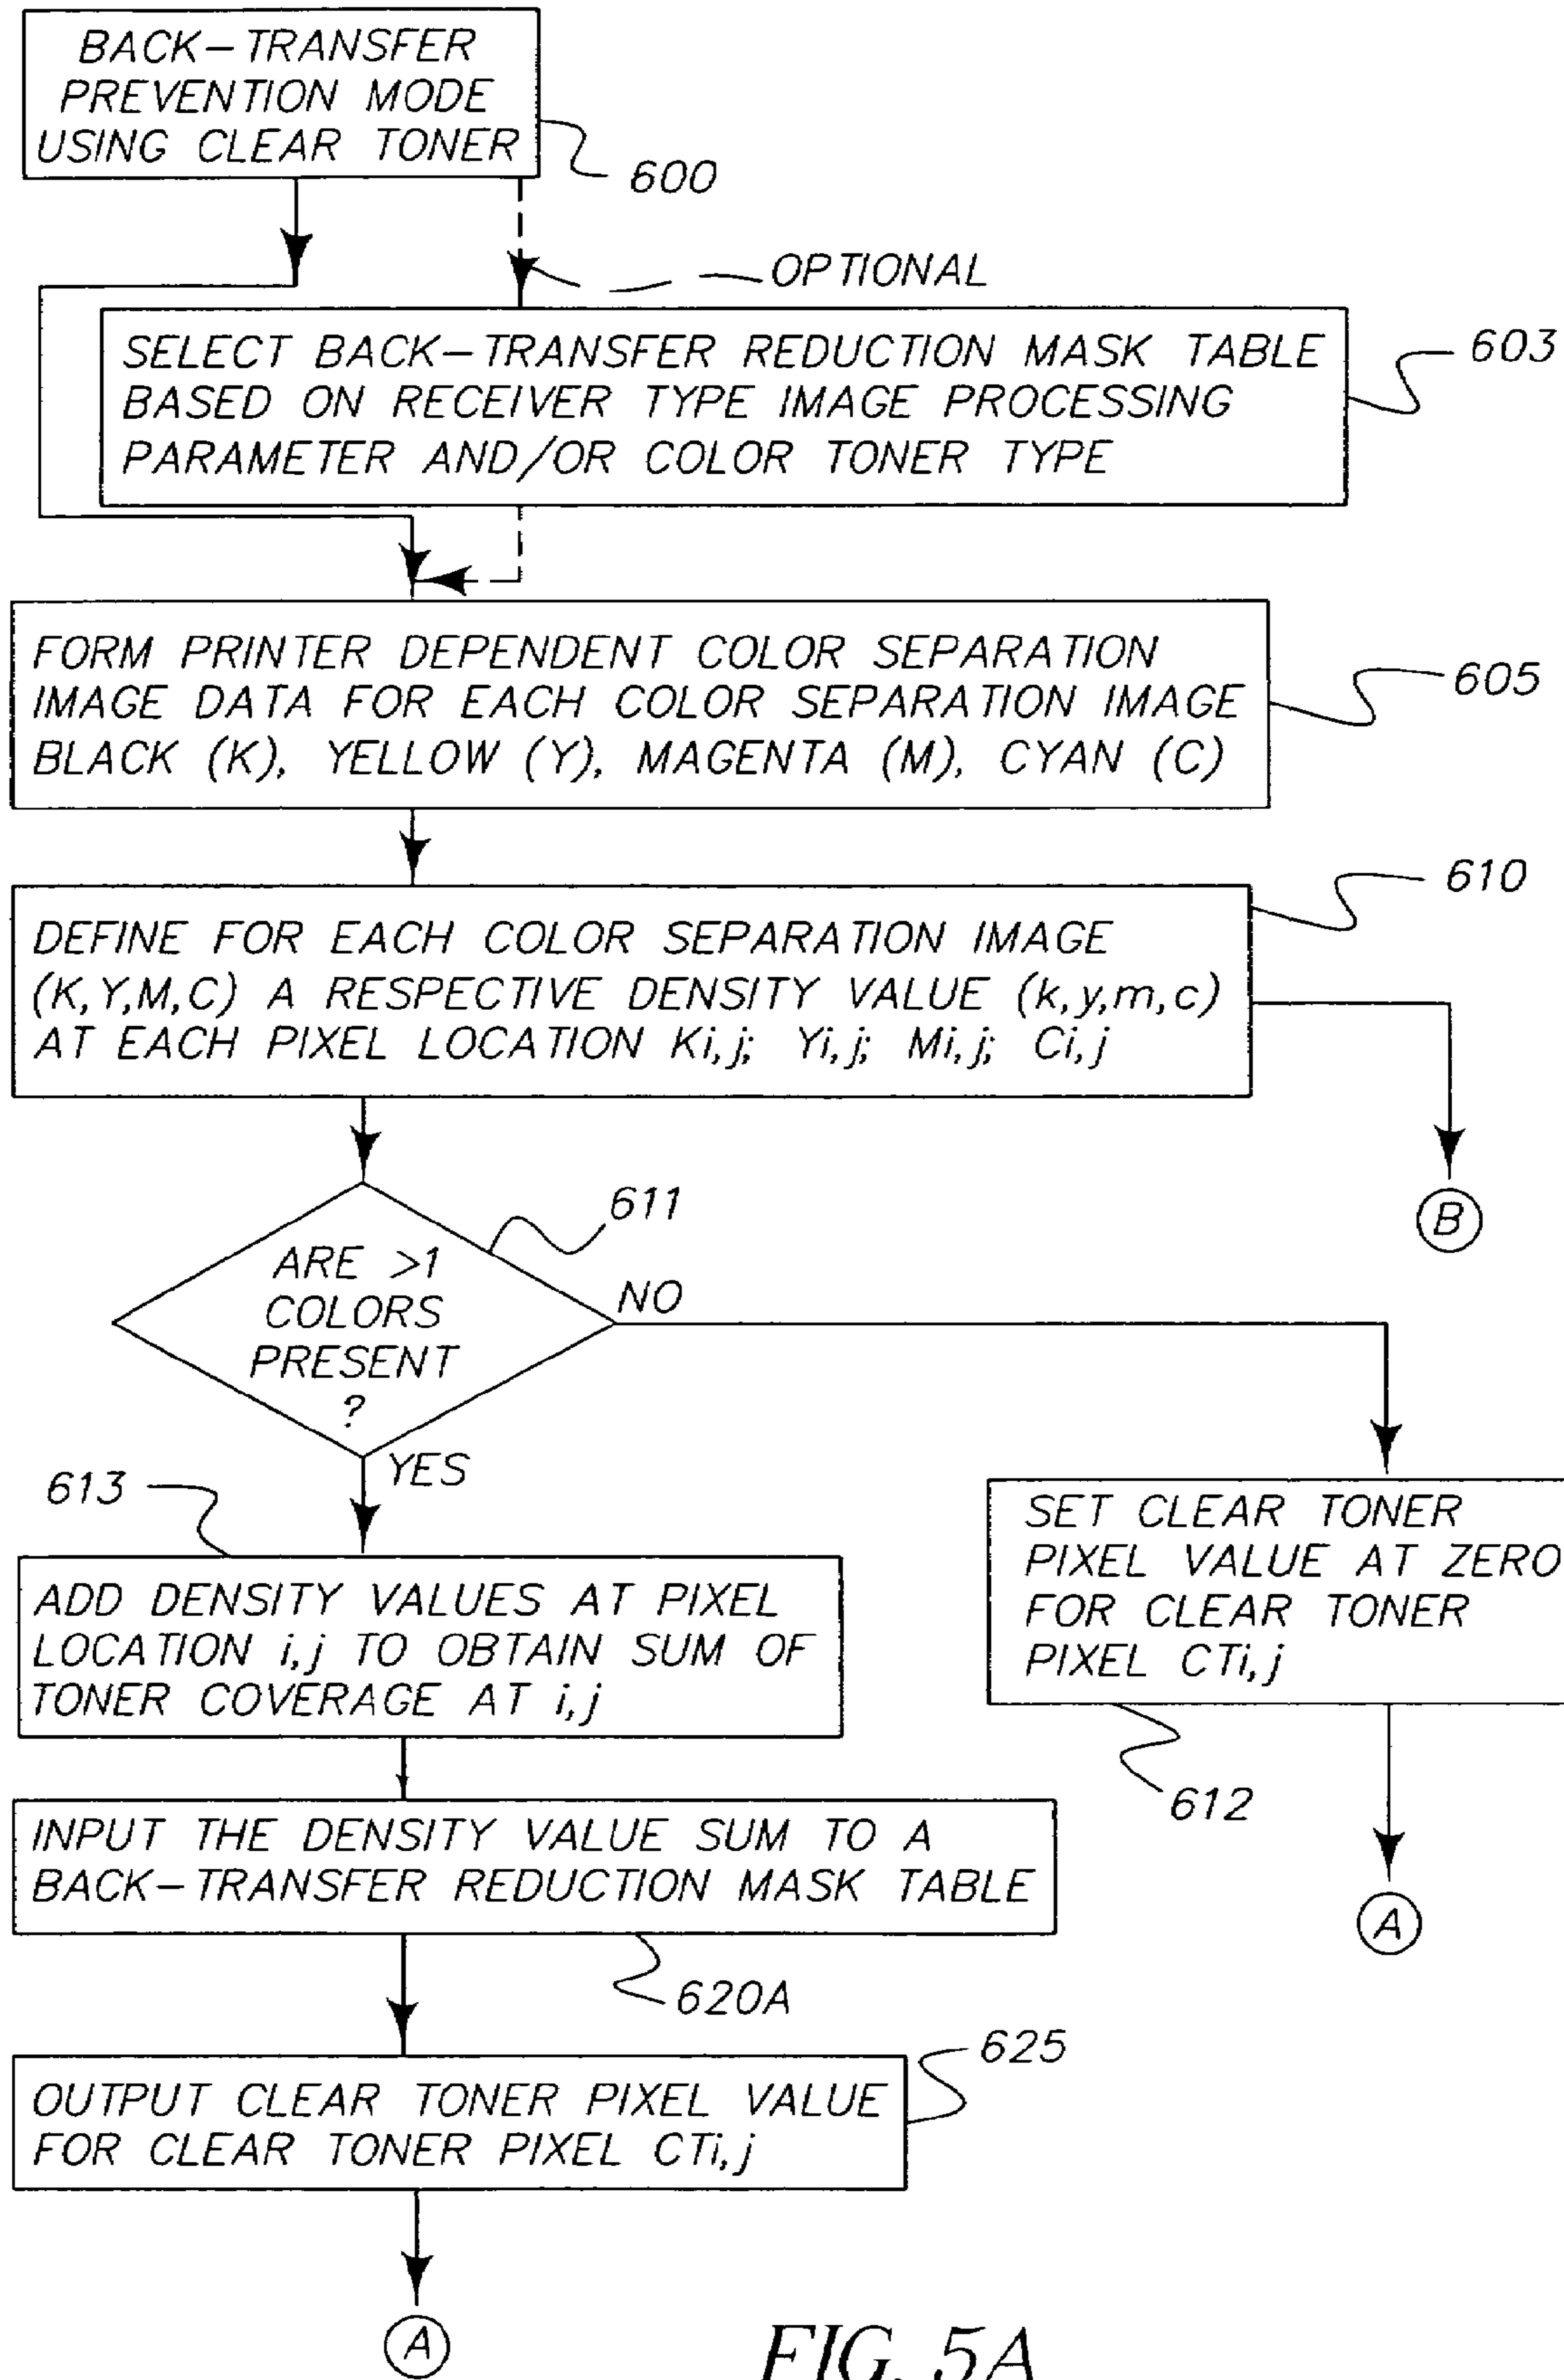 BACK-TRANSFER
PREVENTION MODE
USING CLEAR TONER
600
OPTIONAL
SELECT BACK-TRANSFER REDUCTION MASK TABLE
BASED ON RECEIVER TYPE IMAGE PROCESSING
PARAMETER AND/OR COLOR TONER TYPE
603
FORM PRINTER DEPENDENT COLOR SEPARATION
IMAGE DATA FOR EACH COLOR SEPARATION IMAGE
BLACK (K), YELLOW (Y), MAGENTA (M), CYAN (C)
605
610
DEFINE FOR EACH COLOR SEPARATION IMAGE
(K,Y,M,C) A RESPECTIVE DENSITY VALUE (k,y,m,c)
AT EACH PIXEL LOCATION Ki,j; Yi,j; Mi,j; Ci,j
B
611
ARE >1
COLORS
PRESENT
?
NO
YES
613
ADD DENSITY VALUES AT PIXEL
LOCATION i,j TO OBTAIN SUM OF
TONER COVERAGE AT i,j
SET CLEAR TONER
PIXEL VALUE AT ZERO
FOR CLEAR TONER
PIXEL CTi,j
612
A
INPUT THE DENSITY VALUE SUM TO A
BACK-TRANSFER REDUCTION MASK TABLE
620A
625
OUTPUT CLEAR TONER PIXEL VALUE
FOR CLEAR TONER PIXEL CTi,j
A
FIG. 5A